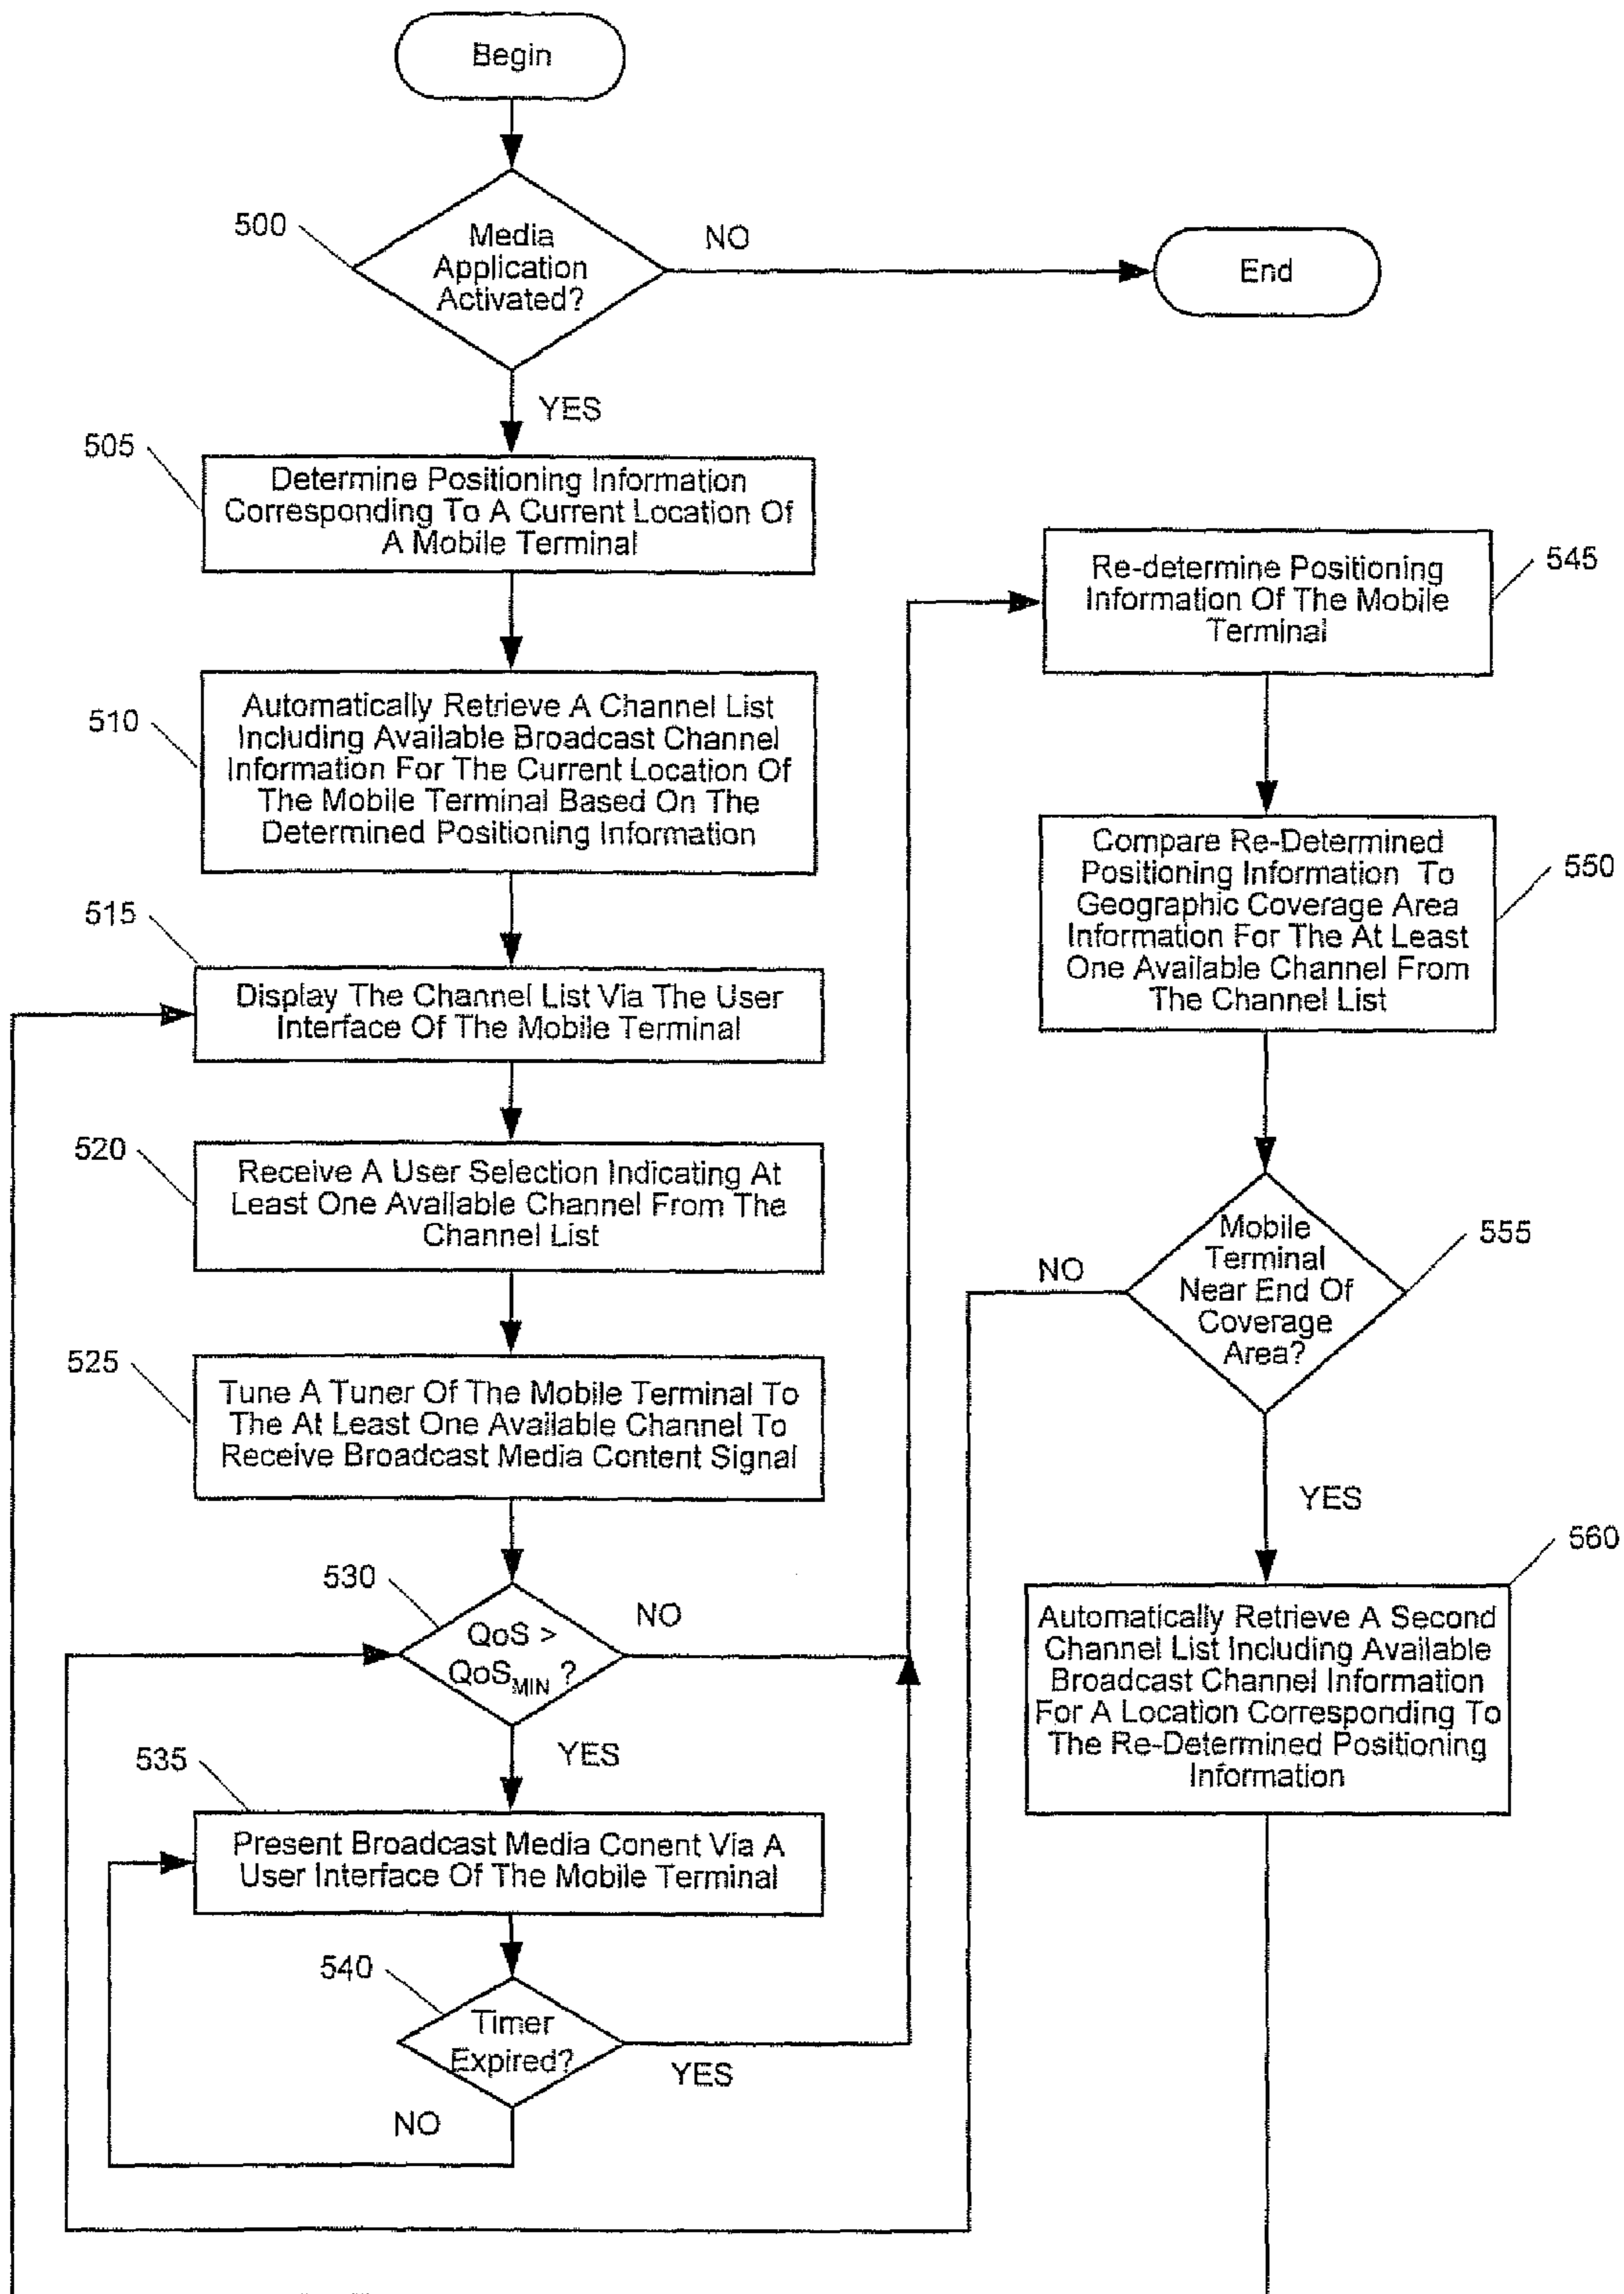 Begin
500
Media
Application
Activated?
NO
End
YES
505
Determine Positioning Information
Corresponding To A Current Location Of
A Mobile Terminal
510
Automatically Retrieve A Channel List
Including Available Broadcast Channel
Information For The Current Location Of
The Mobile Terminal Based On The
Determined Positioning Information
515
Display The Channel List Via The User
Interface Of The Mobile Terminal
520
Receive A User Selection Indicating At
Least One Available Channel From The
Channel List
525
Tune A Tuner Of The Mobile Terminal To
The At Least One Available Channel To
Receive Broadcast Media Content Signal
530
QoS >
QoSMIN ?
NO
YES
535
Present Broadcast Media Conent Via A
User Interface Of The Mobile Terminal
540
Timer
Expired?
YES
NO
545
Re-determine Positioning
Information Of The Mobile
Terminal
550
Compare Re-Determined
Positioning Information To
Geographic Coverage Area
Information For The At Least
One Available Channel From
The Channel List
555
Mobile
Terminal
Near End Of
Coverage
Area?
NO
YES
560
Automatically Retrieve A Second
Channel List Including Available
Broadcast Channel Information
For A Location Corresponding To
The Re-Determined Positioning
Information